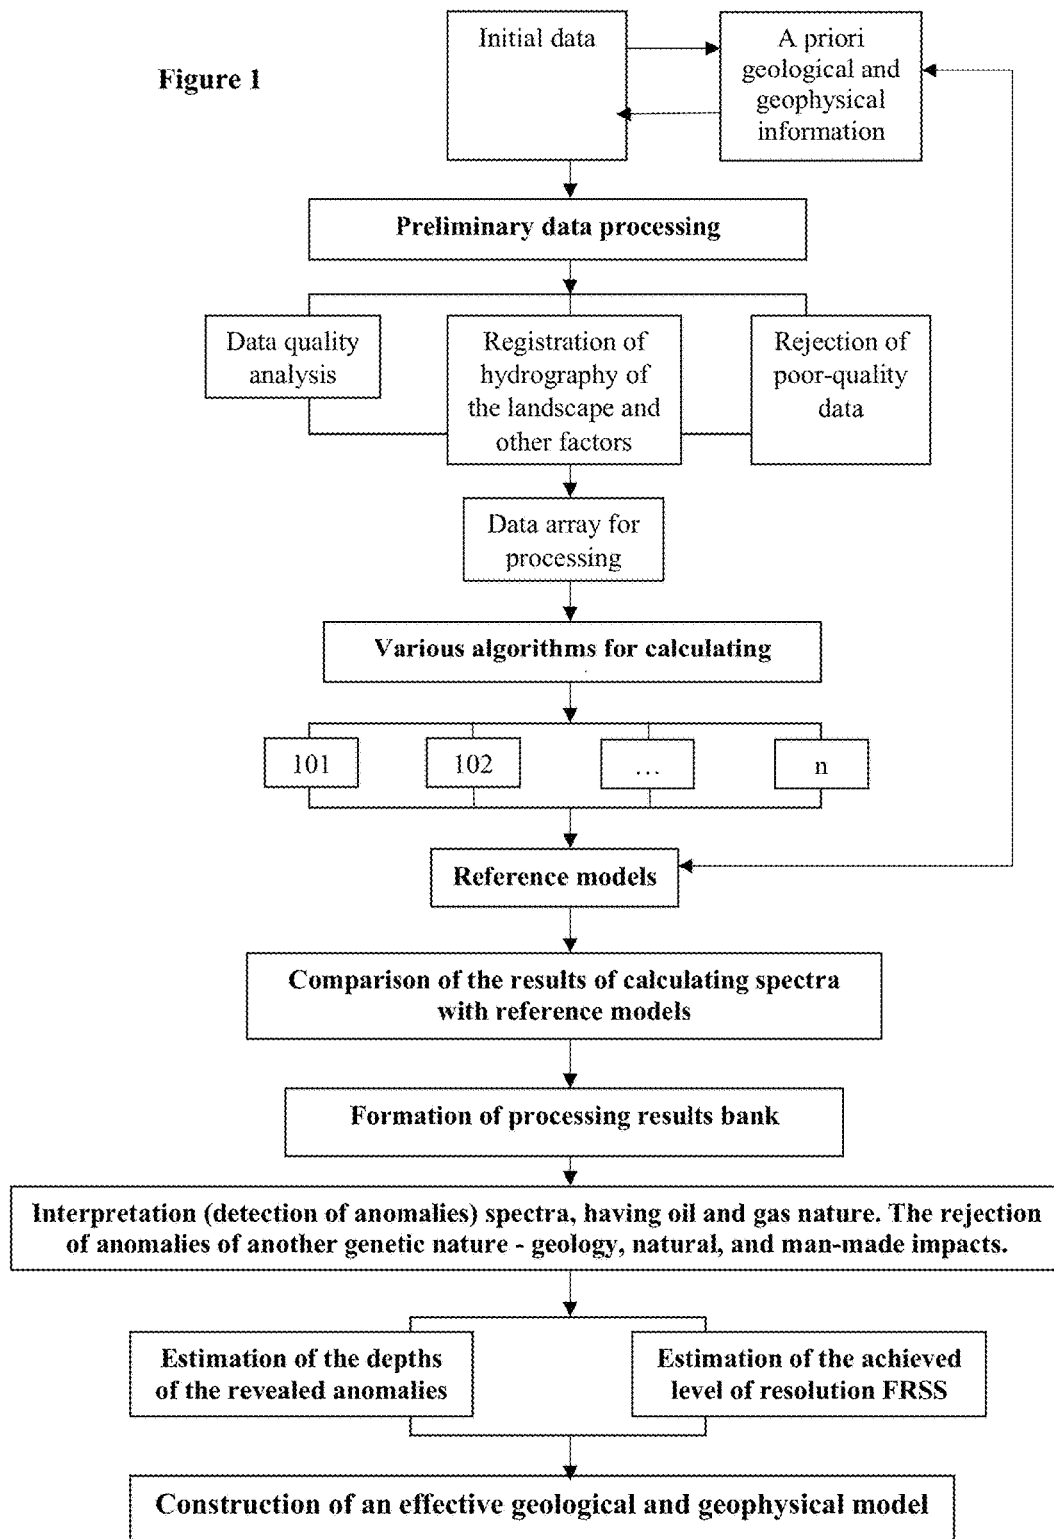 Figure 1
Initial data
A priori
geological and
geophysical
information
Preliminary data processing
Data quality
analysis
Registration of
hydrography of
the landscape and
other factors
Rejection of
poor-quality
data
Data array for
processing
Various algorithms for calculating
101
102
...
n
Reference models
Comparison of the results of calculating spectra
with reference models
Formation of processing results bank
Interpretation (detection of anomalies) spectra, having oil and gas nature. The rejection
of anomalies of another genetic nature - geology, natural, and man-made impacts.
Estimation of the depths
of the revealed anomalies
Estimation of the achieved
level of resolution FRSS
Construction of an effective geological and geophysical model